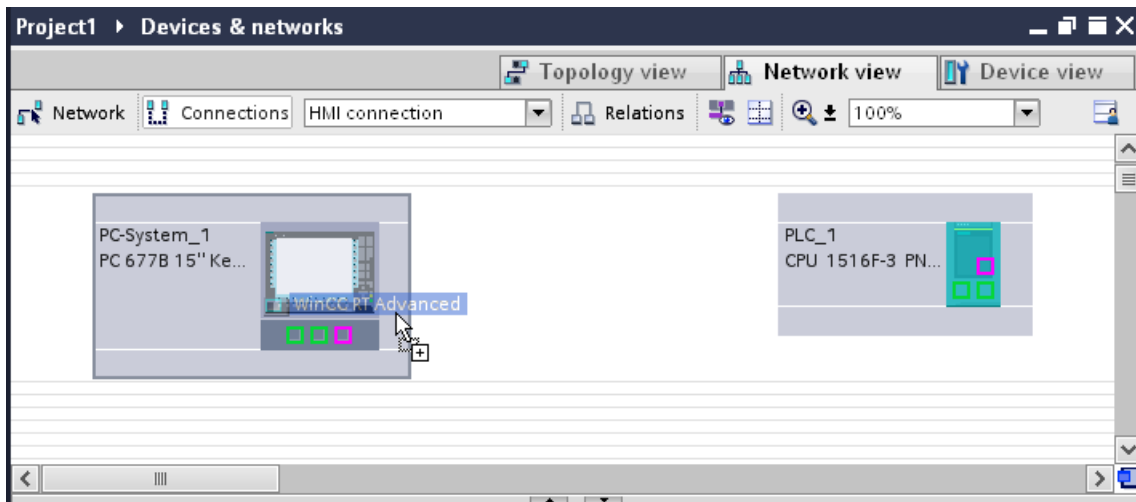 Project1 ▸ Devices & networks
Topology view Network view Device view
Network Connections HMI connection Relations 100%
PC-System_1
PC 677B 15" Ke...
WinCC RT Advanced
PLC_1
CPU 1516F-3 PN...